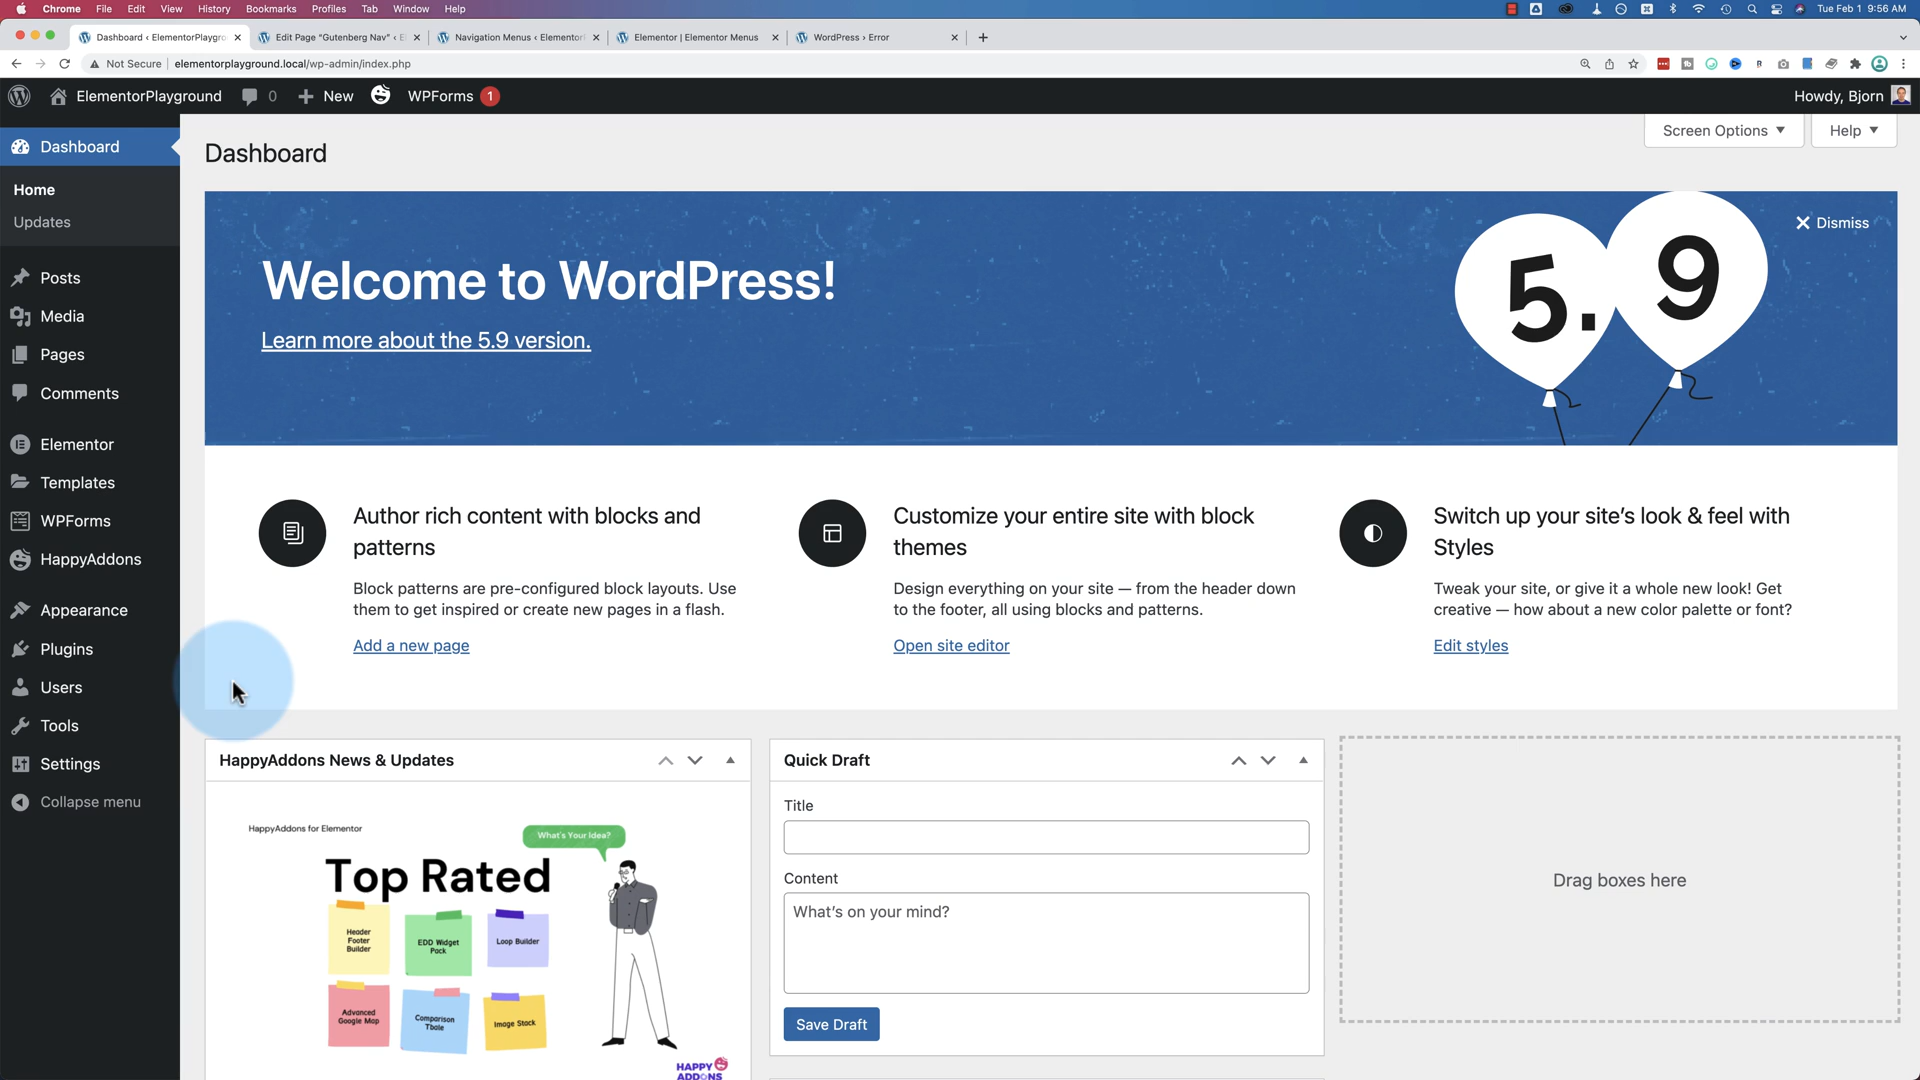 Chrome File Edit View History Bookmarks Profiles Tab Window Help Tue Feb 1 9:56 AM
Dashboard ‹ ElementorPlaygro Edit Page "Gutenberg Nav" ‹ E Navigation Menus ‹ Elementor Elementor | Elementor Menus WordPress › Error
Not Secure elementorplayground.local/wp-admin/index.php
ElementorPlayground 0 New WPForms 1 Howdy, Bjorn
Screen Options Help
Dashboard
Home
Updates
Posts
Media
Pages
Comments
Elementor
Templates
WPForms
HappyAddons
Appearance
Plugins
Users
Tools
Settings
Collapse menu
Dashboard
Welcome to WordPress!
Learn more about the 5.9 version.
5.9
Dismiss
Author rich content with blocks and
patterns
Block patterns are pre-configured block layouts. Use
them to get inspired or create new pages in a flash.
Add a new page
Customize your entire site with block
themes
Design everything on your site — from the header down
to the footer, all using blocks and patterns.
Open site editor
Switch up your site's look & feel with
Styles
Tweak your site, or give it a whole new look! Get
creative — how about a new color palette or font?
Edit styles
HappyAddons News & Updates
HappyAddons for Elementor
What's Your Idea?
Top Rated
Header
Footer
Builder
EDD Widget
Pack
Loop Builder
Advanced
Google Map
Comparison
Tbale
Image Stack
HAPPY
ADDONS
Quick Draft
Title
Content
What's on your mind?
Save Draft
Drag boxes here